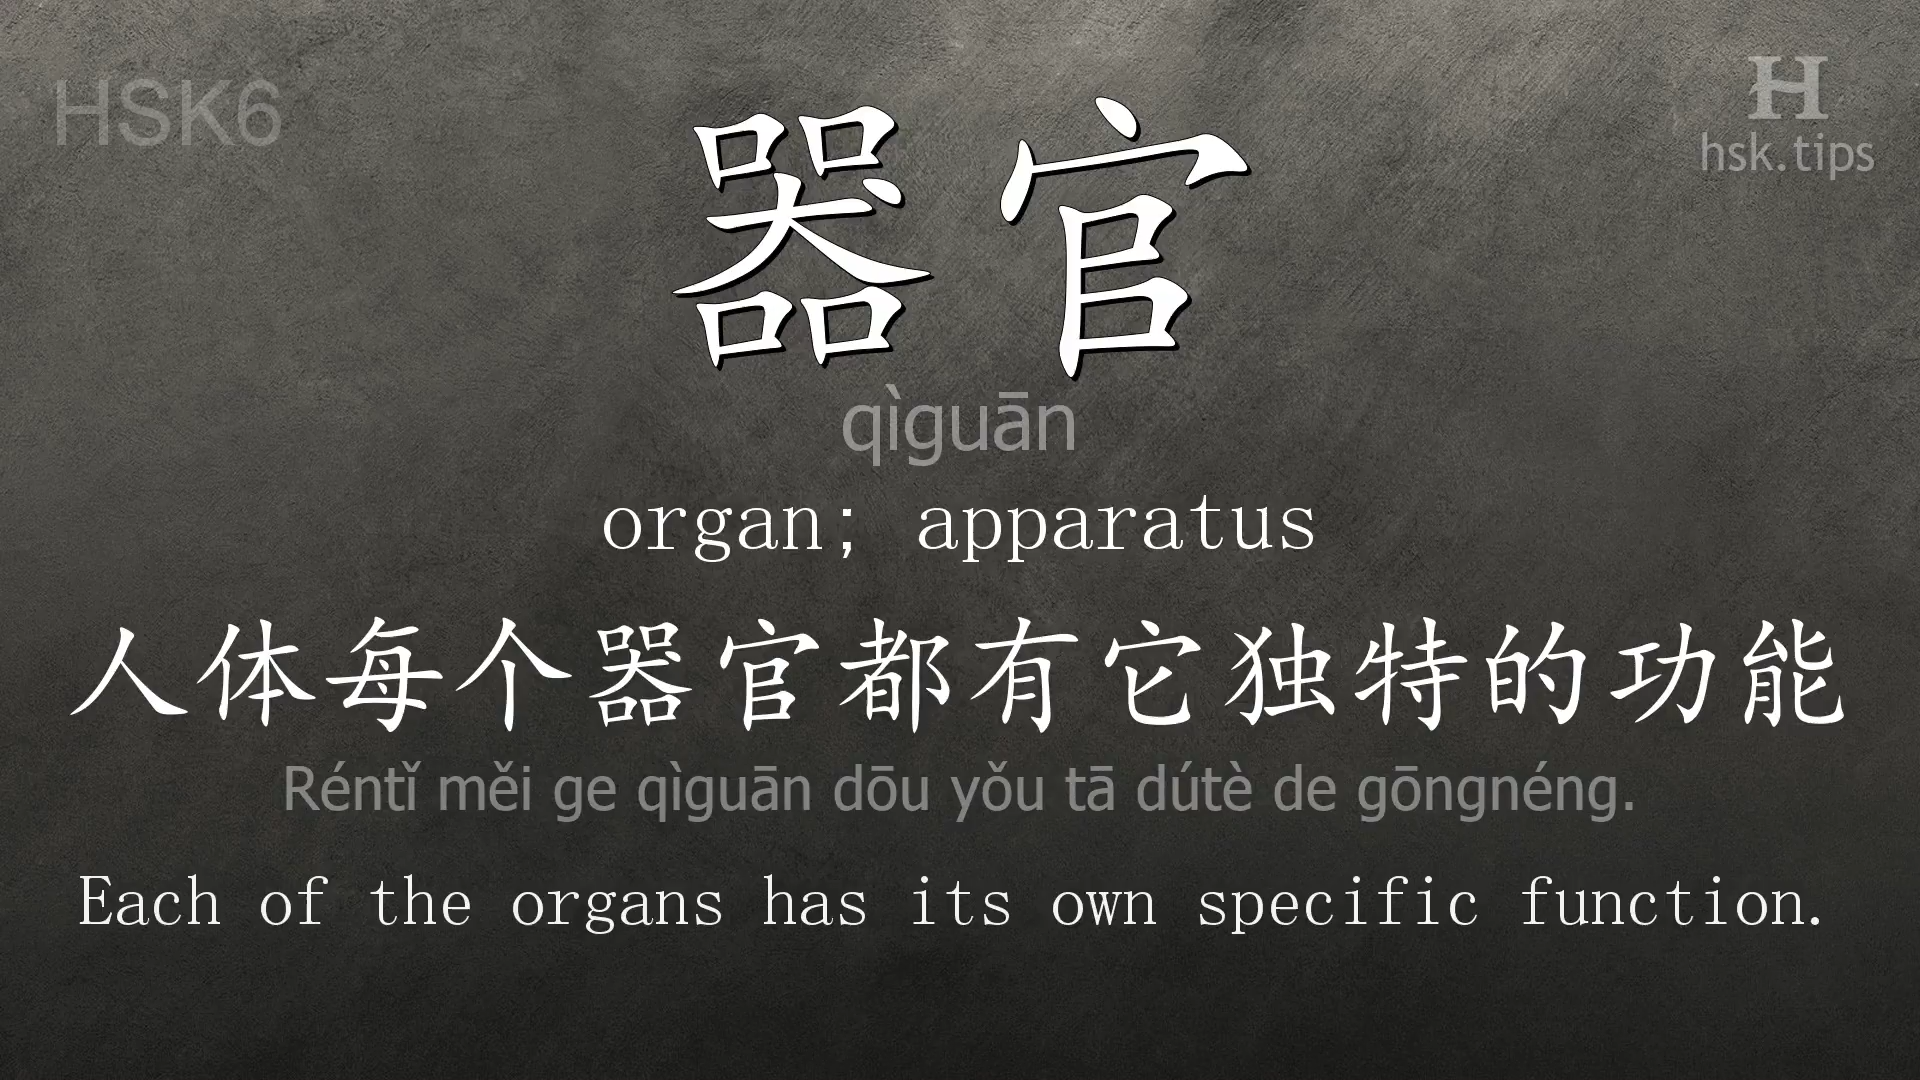 HSK6
H
hsk.tips
器官
qìguān
organ; apparatus
人体每个器官都有它独特的功能
Réntǐ měi ge qìguān dōu yǒu tā dútè de gōngnéng.
Each of the organs has its own specific function.